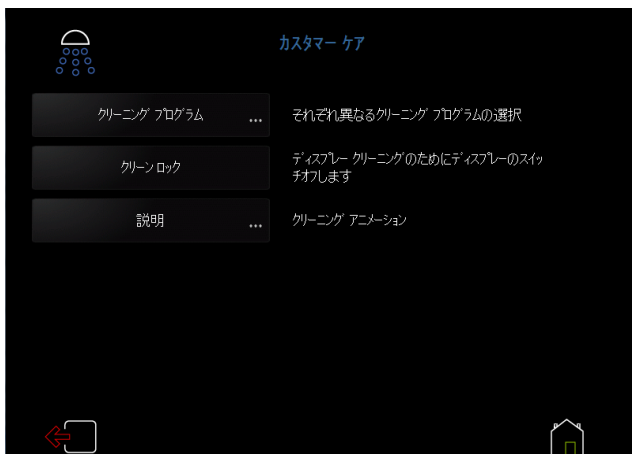 カスタマー ケア
クリーニング プログラム ...
それぞれ異なるクリーニング プログラムの選択
クリーン ロック
ディスプレー クリーニングのためにディスプレーのスイッ
チオフします
説明 ...
クリーニング アニメーション